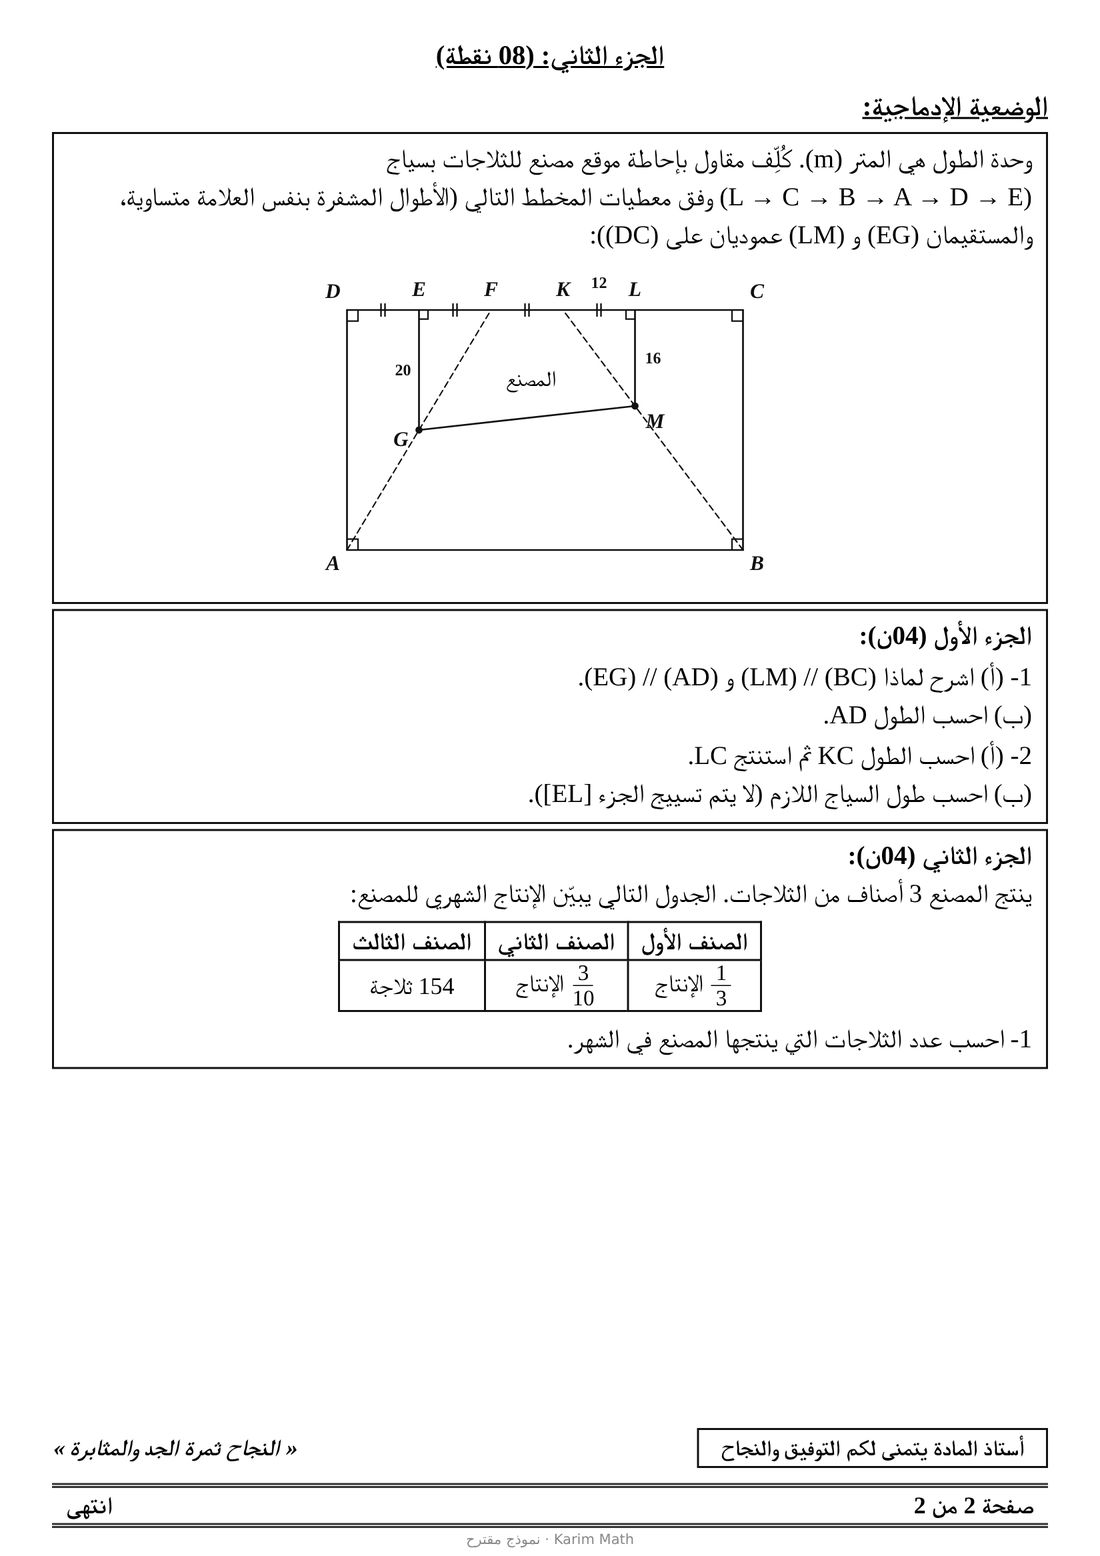 الجزء الثاني: (08 نقطة)
الوضعية الإدماجية:
وحدة الطول هي المتر (m). كُلِّف مقاول بإحاطة موقع مصنع للثلاجات بسياج
(L → C → B → A → D → E) وفق معطيات المخطط التالي (الأطوال المشفرة بنفس العلامة متساوية،
والمستقيمان (EG) و (LM) عموديان على (DC)):
D E F K 12 L C
20 16
المصنع
G M
A B
الجزء الأول (04ن):
1- (أ) اشرح لماذا (BC) // (LM) و (AD) // (EG).
(ب) احسب الطول AD.
2- (أ) احسب الطول KC ثم استنتج LC.
(ب) احسب طول السياج اللازم (لا يتم تسييج الجزء [EL]).
الجزء الثاني (04ن):
ينتج المصنع 3 أصناف من الثلاجات. الجدول التالي يبيّن الإنتاج الشهري للمصنع:
الصنف الأول الصنف الثاني الصنف الثالث
1/3 الإنتاج 3/10 الإنتاج 154 ثلاجة
1- احسب عدد الثلاجات التي ينتجها المصنع في الشهر.
أستاذ المادة يتمنى لكم التوفيق والنجاح
« النجاح ثمرة الجد والمثابرة »
صفحة 2 من 2 انتهى
نموذج مقترح · Karim Math